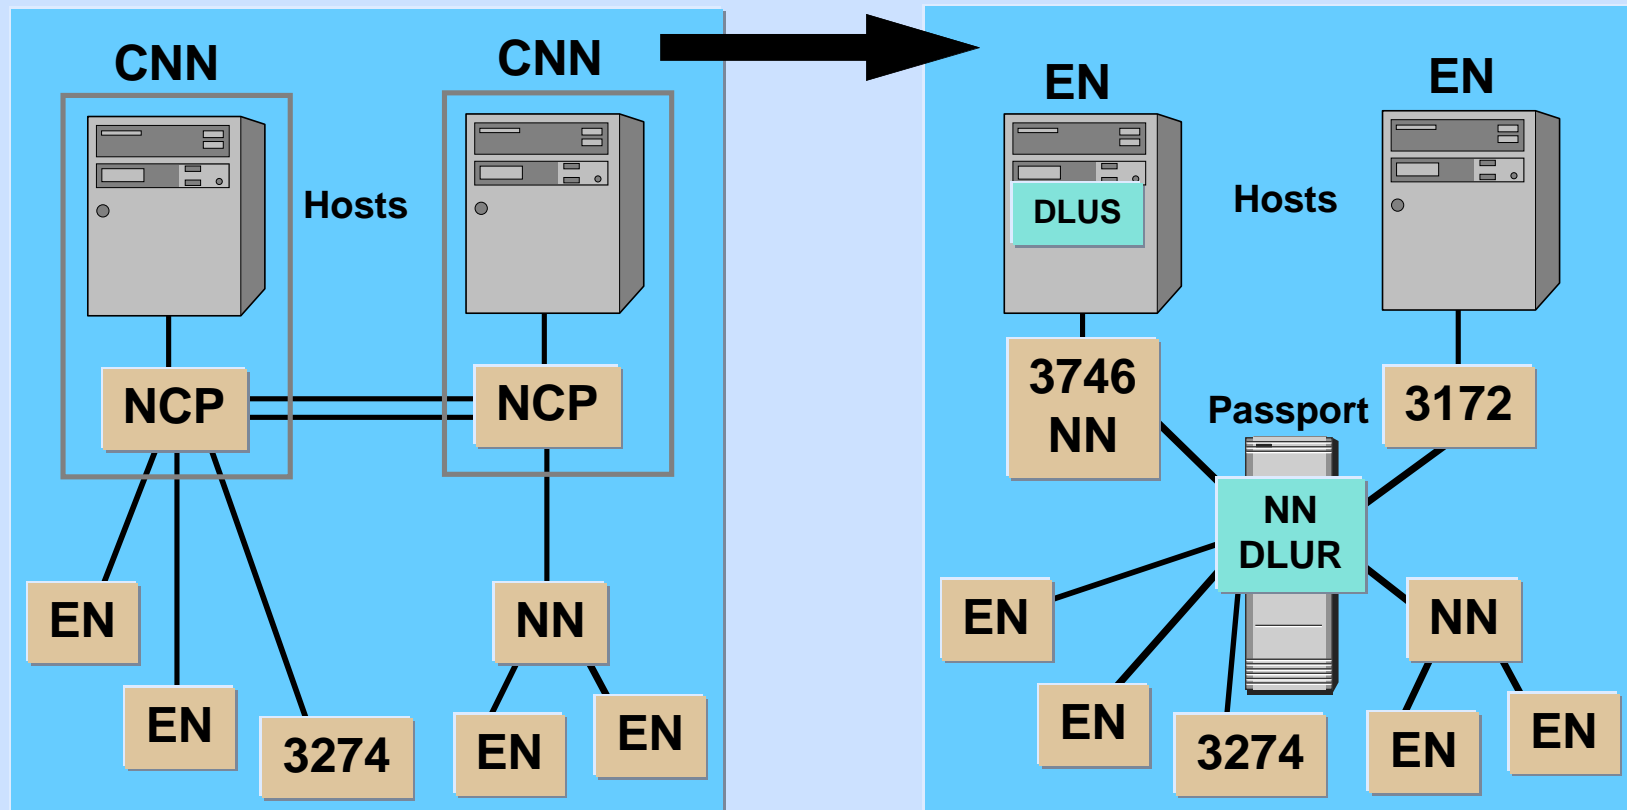 CNN
CNN
Hosts
NCP
NCP
EN
NN
EN
3274
EN
EN
EN
EN
DLUS
Hosts
3746
NN
Passport
3172
NN
DLUR
EN
NN
EN
3274
EN
EN